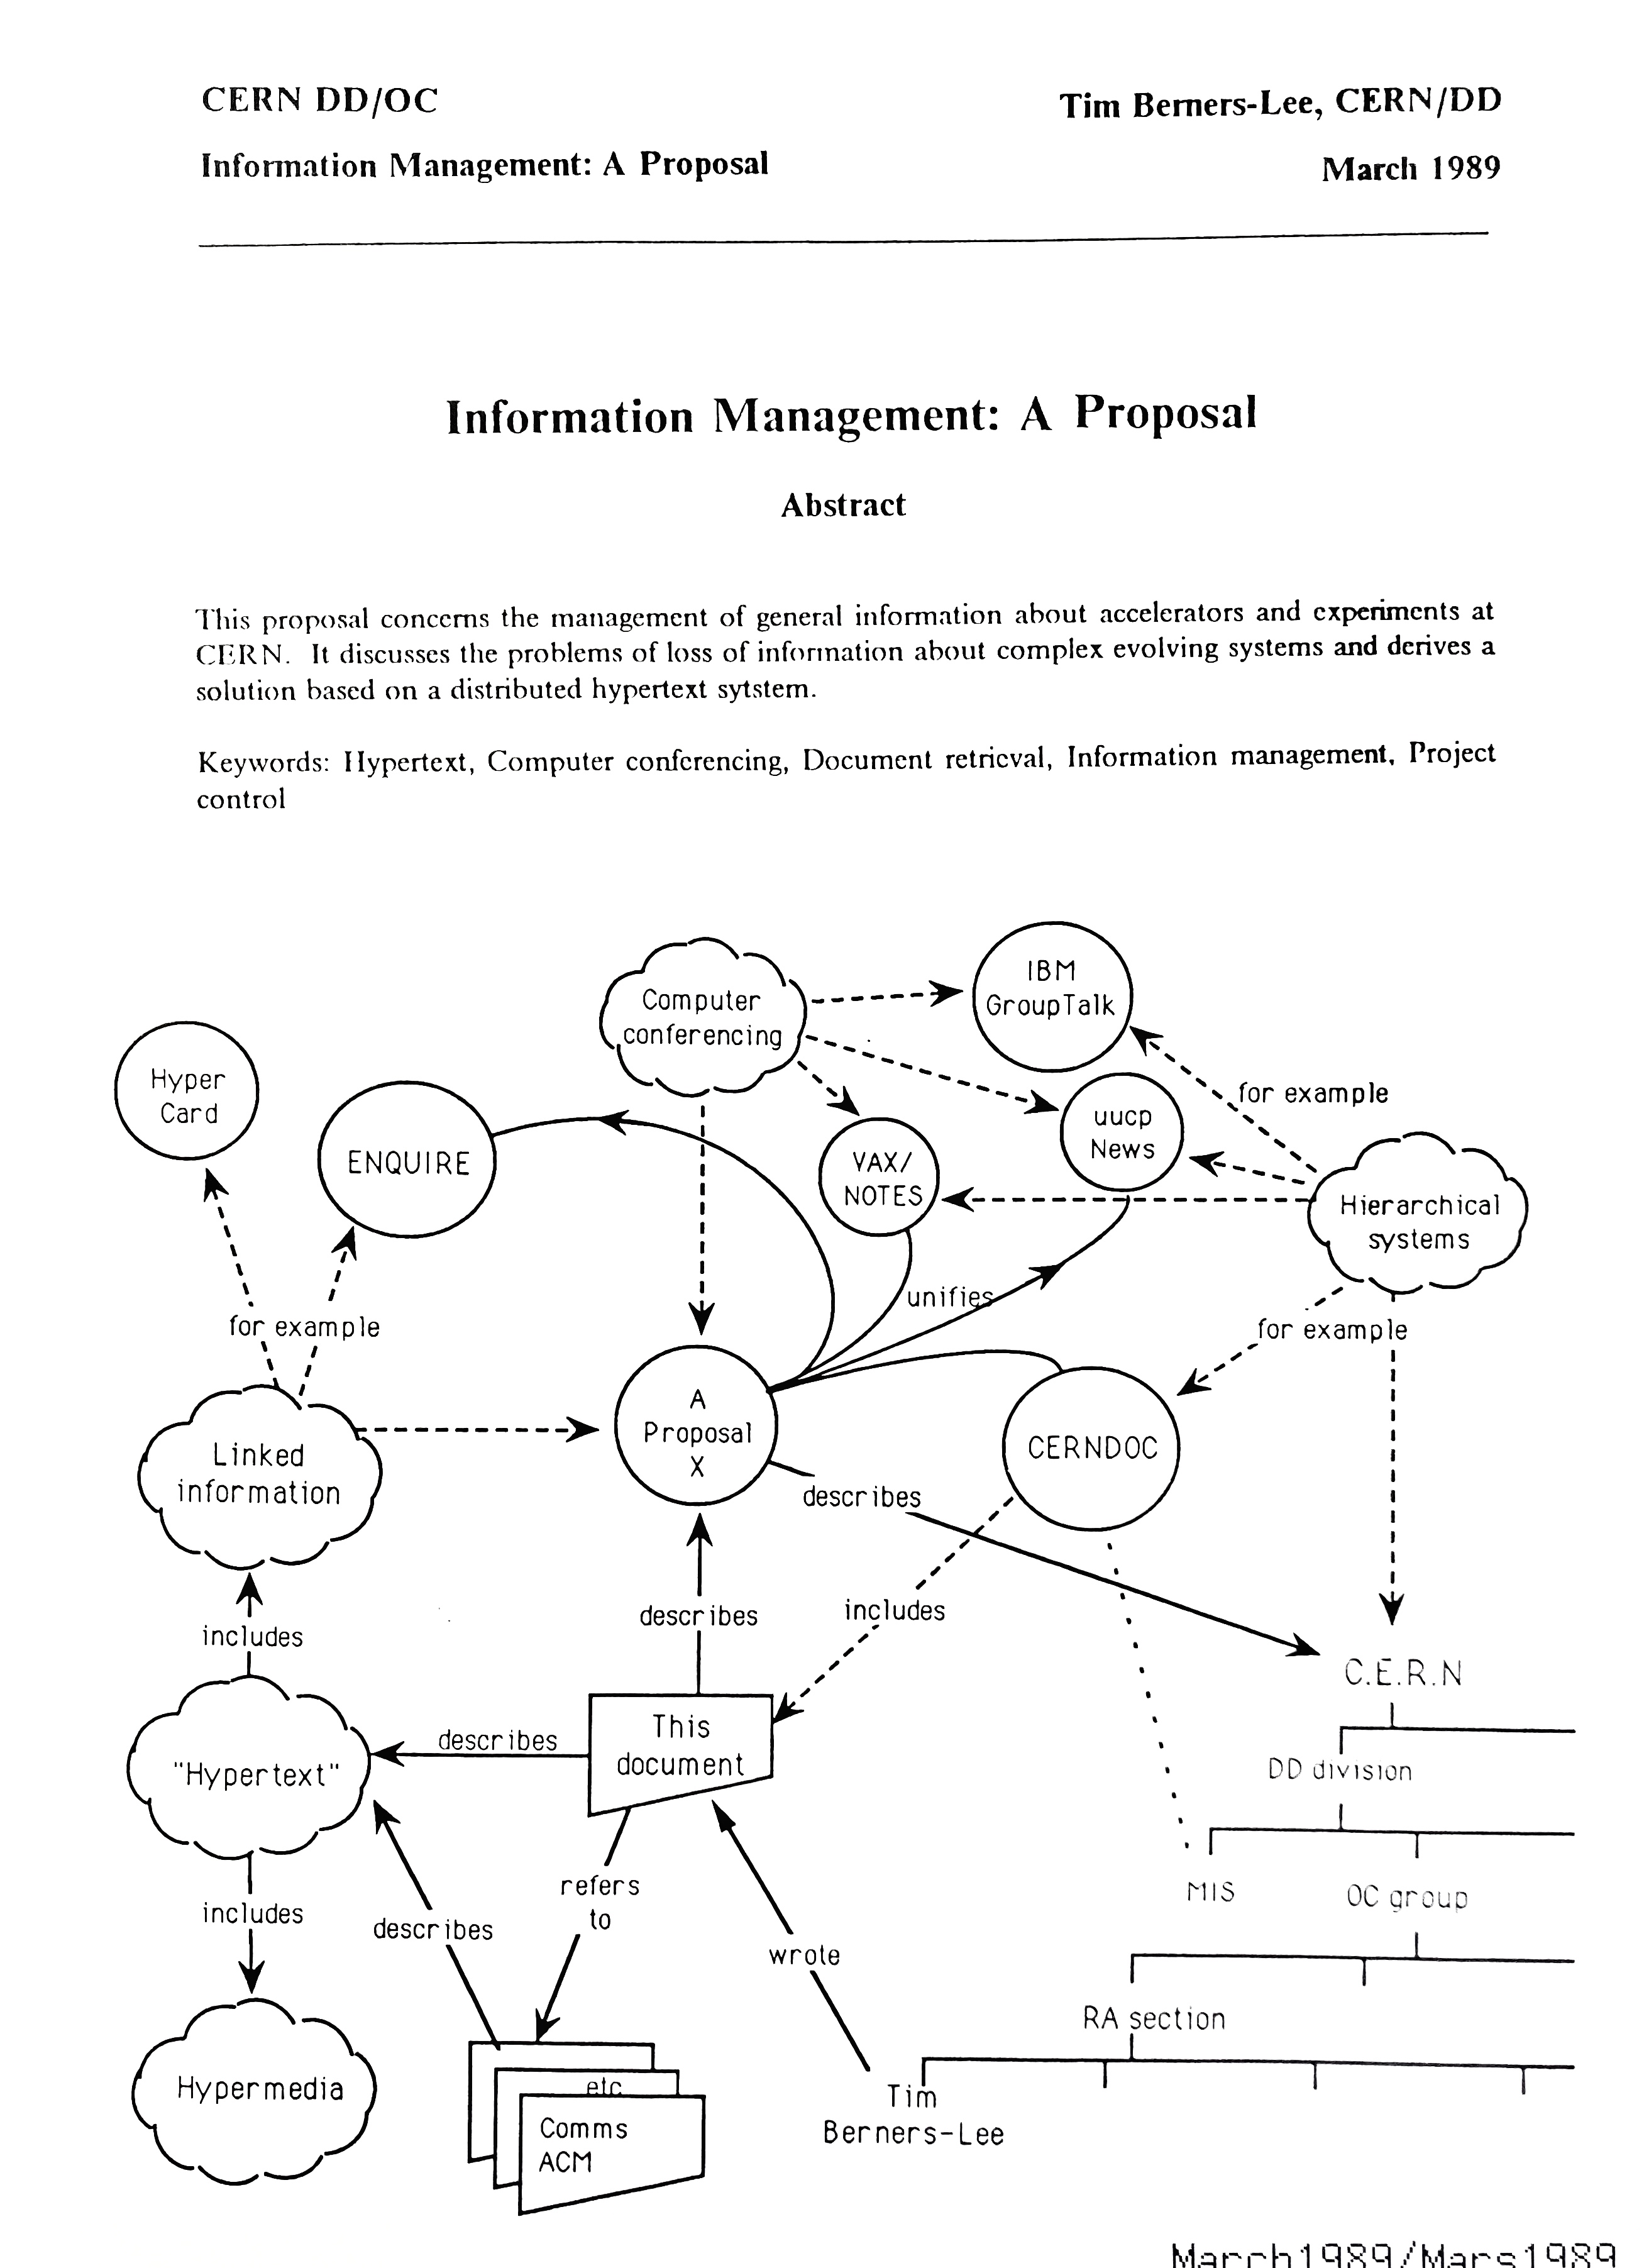 CERN DD/OC
Tim Berners-Lee, CERN/DD
Information Management: A Proposal
March 1989
Information Management: A Proposal
Abstract
This proposal concerns the management of general information about accelerators and experiments at
CERN. It discusses the problems of loss of information about complex evolving systems and derives a
solution based on a distributed hypertext sytstem.
Keywords: Hypertext, Computer conferencing, Document retrieval, Information management, Project
control
IBM
GroupTalk
Computer
conferencing
Hyper
Card
for example
uucp
News
ENQUIRE
VAX/
NOTES
Hierarchical
systems
unifies
for example
for example
A
Proposal
X
Linked
information
CERNDOC
describes
describes
includes
includes
C.E.R.N
This
document
describes
"Hypertext"
DD division
refers
to
MIS
OC group
includes
describes
wrote
RA section
Hypermedia
etc
Comms
ACM
Tim
Berners-Lee
March1989/Mars1989